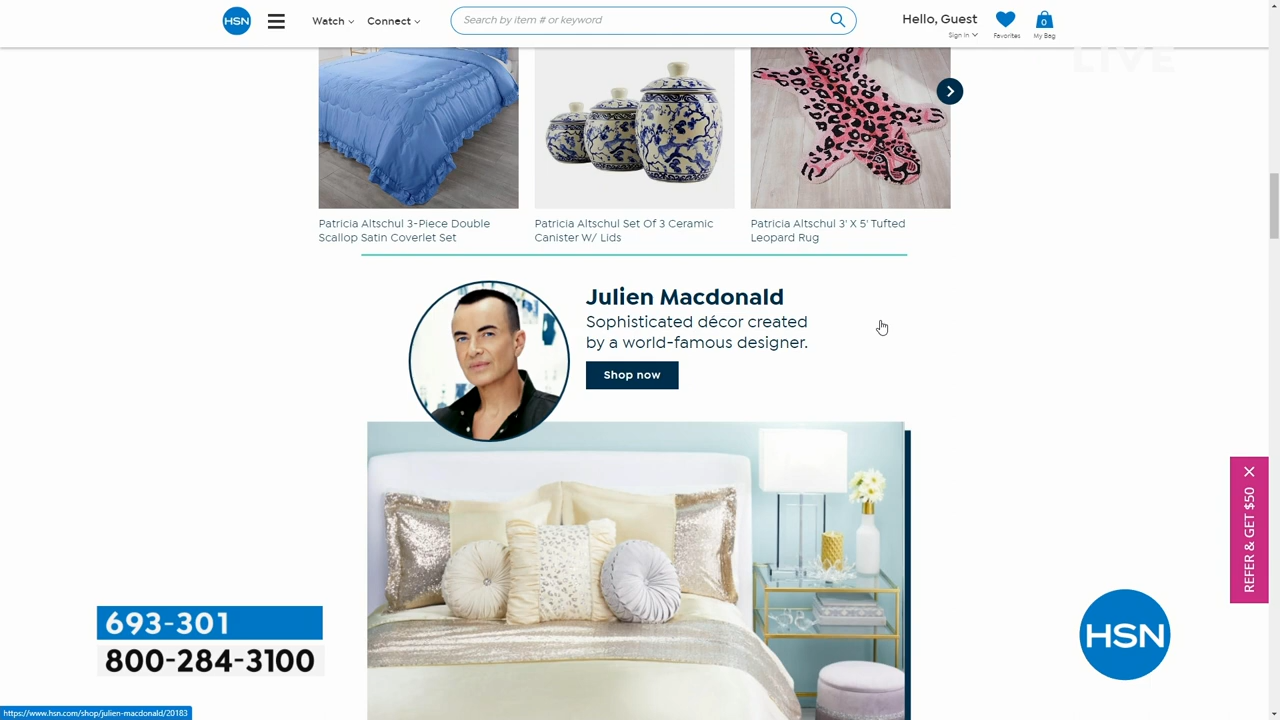 HSN
Watch
Connect
Search by item # or keyword
Hello, Guest
Sign In
Favorites
0
My Bag
LIVE
Patricia Altschul 3-Piece Double
Scallop Satin Coverlet Set
Patricia Altschul Set Of 3 Ceramic
Canister W/ Lids
Patricia Altschul 3' X 5' Tufted
Leopard Rug
Julien Macdonald
Sophisticated décor created
by a world-famous designer.
Shop now
REFER & GET $50
693-301
800-284-3100
HSN
https://www.hsn.com/shop/julien-macdonald/20183